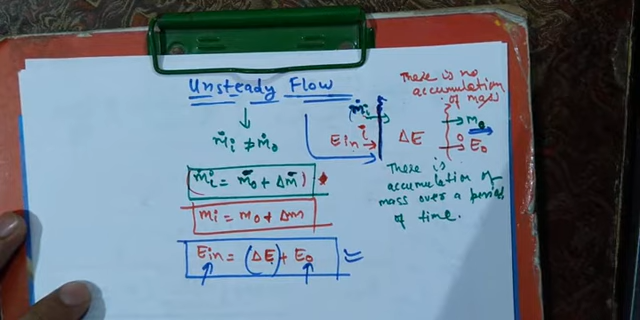 Unsteady Flow
ṁi ≠ ṁo
(ṁi = ṁo + Δṁ)
mi = mo + Δm
Ein = (ΔE) + Eo
ṁi
Ein
i
ΔE
ṁo
o
Eo
There is no
accumulation
of mass
There is
accumulation of
mass over a period
of time.